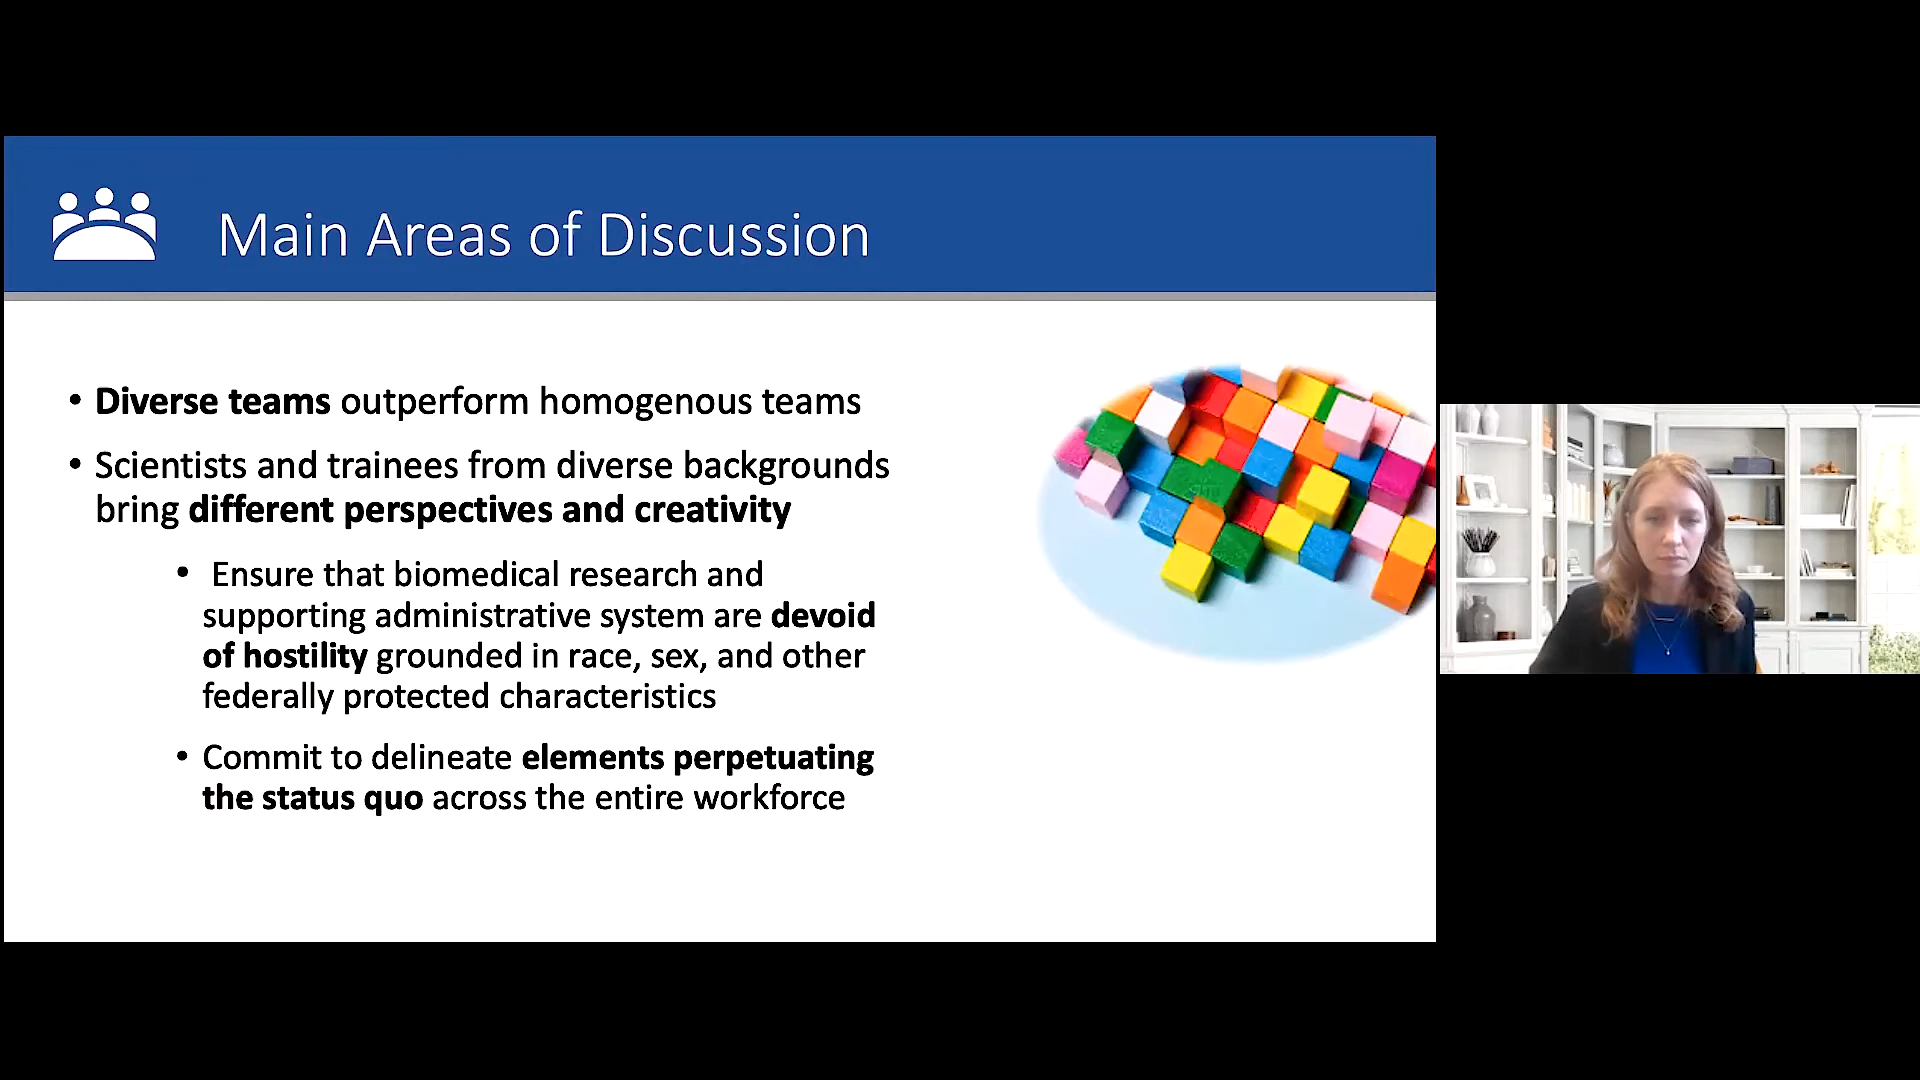 Main Areas of Discussion
• Diverse teams outperform homogenous teams
• Scientists and trainees from diverse backgrounds
bring different perspectives and creativity
• Ensure that biomedical research and
supporting administrative system are devoid
of hostility grounded in race, sex, and other
federally protected characteristics
• Commit to delineate elements perpetuating
the status quo across the entire workforce